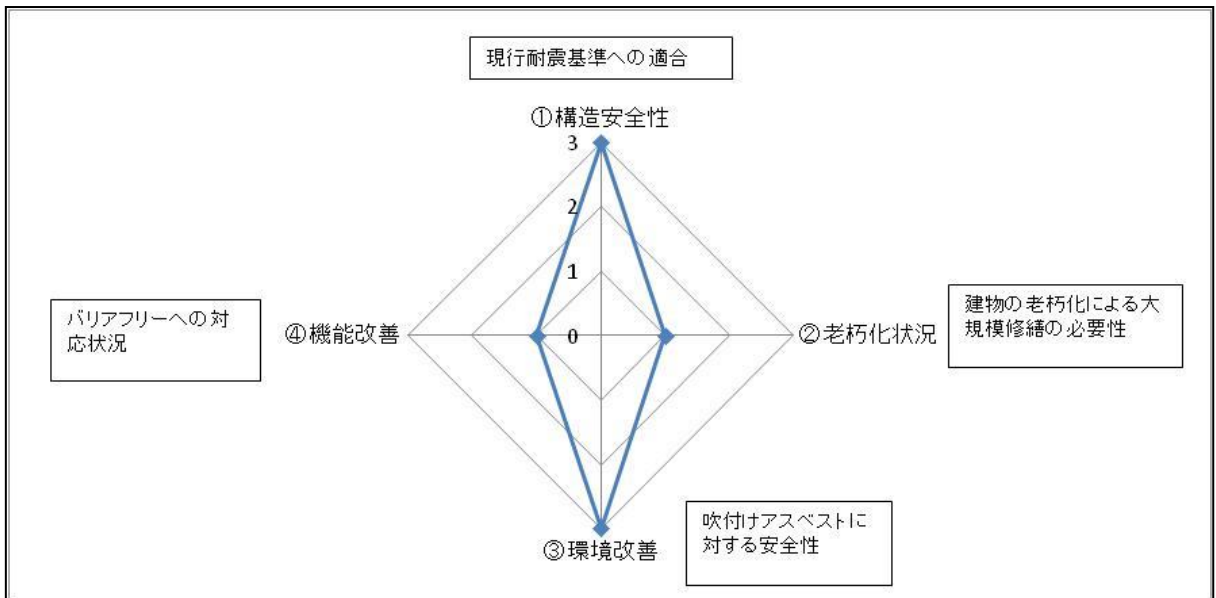 現行耐震基準への適合
①構造安全性
3
2
1
0
バリアフリーへの対
応状況
④機能改善
②老朽化状況
建物の老朽化による大
規模修繕の必要性
③環境改善
吹付けアスベストに
対する安全性